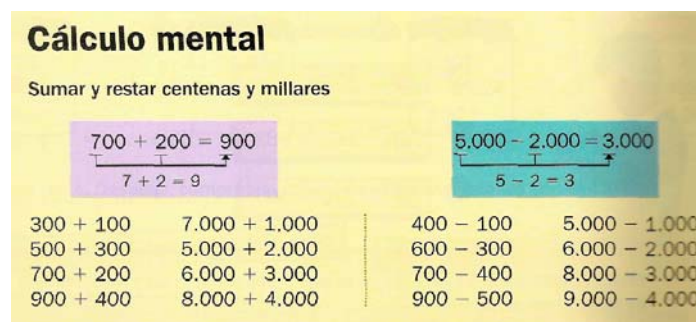 Cálculo mental
Sumar y restar centenas y millares
700 + 200 = 900
7 + 2 = 9
5.000 − 2.000 = 3.000
5 − 2 = 3
300 + 100 7.000 + 1.000 400 − 100 5.000 − 1.000
500 + 300 5.000 + 2.000 600 − 300 6.000 − 2.000
700 + 200 6.000 + 3.000 700 − 400 8.000 − 3.000
900 + 400 8.000 + 4.000 900 − 500 9.000 − 4.000